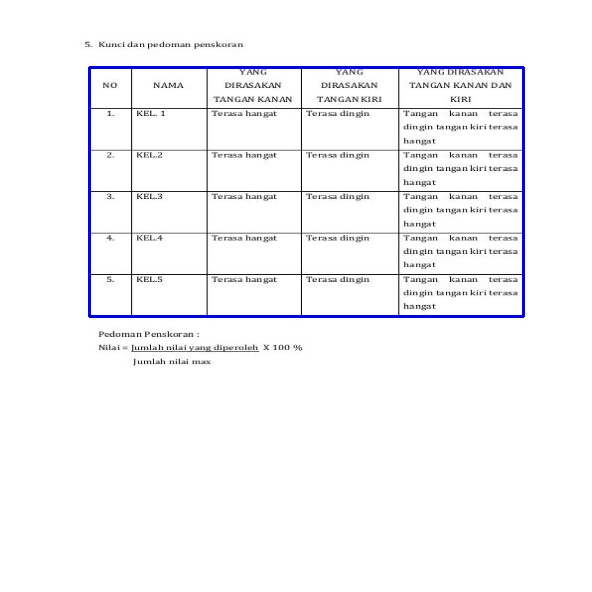 5. Kunci dan pedoman penskoran
NO
NAMA
YANG
DIRASAKAN
TANGAN KANAN
YANG
DIRASAKAN
TANGAN KIRI
YANG DIRASAKAN
TANGAN KANAN DAN
KIRI
1.
KEL. 1
Terasa hangat
Terasa dingin
Tangan kanan terasa
dingin tangan kiri terasa
hangat
2.
KEL.2
Terasa hangat
Terasa dingin
Tangan kanan terasa
dingin tangan kiri terasa
hangat
3.
KEL.3
Terasa hangat
Terasa dingin
Tangan kanan terasa
dingin tangan kiri terasa
hangat
4.
KEL.4
Terasa hangat
Terasa dingin
Tangan kanan terasa
dingin tangan kiri terasa
hangat
5.
KEL.5
Terasa hangat
Terasa dingin
Tangan kanan terasa
dingin tangan kiri terasa
hangat
Pedoman Penskoran :
Nilai = Jumlah nilai yang diperoleh X 100 %
Jumlah nilai max